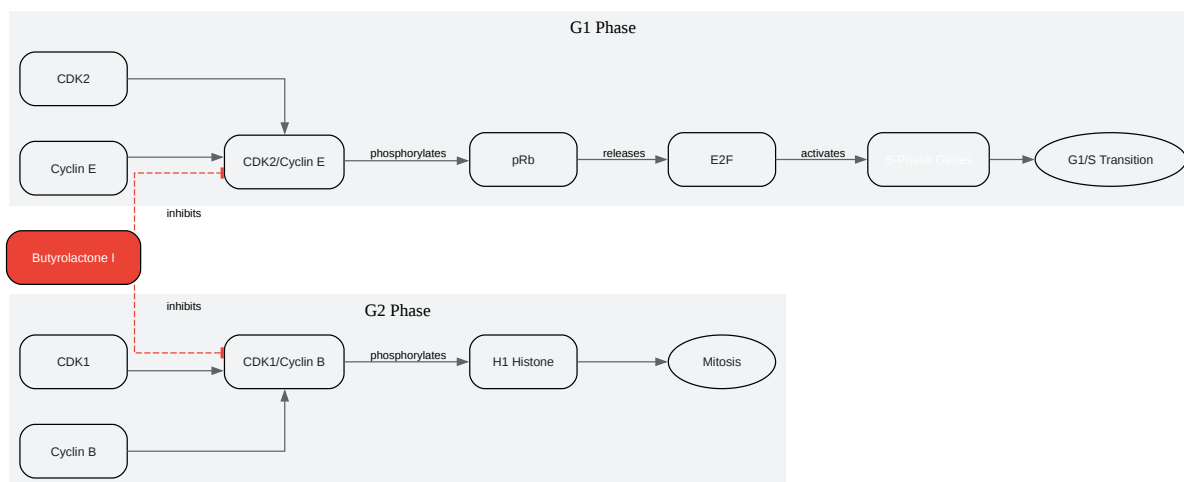 G1 Phase
CDK2
Cyclin E
CDK2/Cyclin E
phosphorylates
pRb
releases
E2F
activates
S-Phase Genes
G1/S Transition
inhibits
Butyrolactone I
inhibits
G2 Phase
CDK1
CDK1/Cyclin B
phosphorylates
H1 Histone
Mitosis
Cyclin B